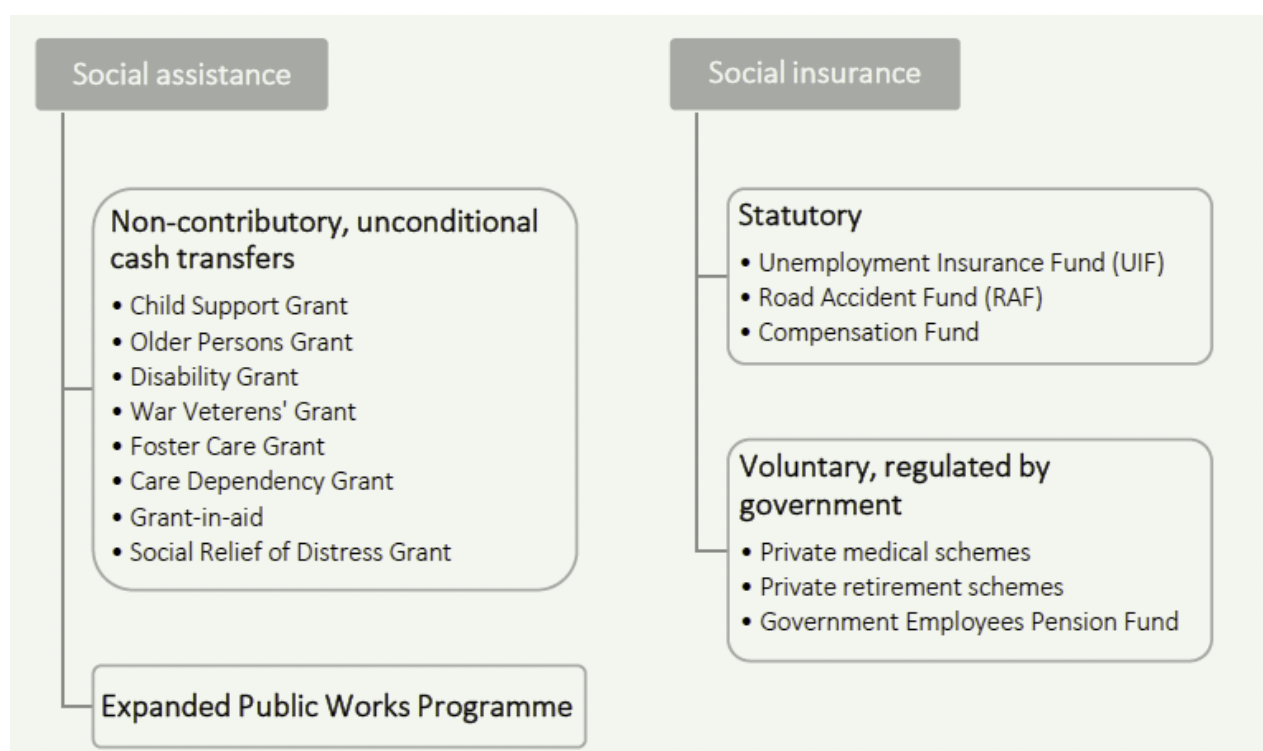 Social assistance
Non-contributory, unconditional
cash transfers
• Child Support Grant
• Older Persons Grant
• Disability Grant
• War Veterens' Grant
• Foster Care Grant
• Care Dependency Grant
• Grant-in-aid
• Social Relief of Distress Grant
Expanded Public Works Programme
Social insurance
Statutory
• Unemployment Insurance Fund (UIF)
• Road Accident Fund (RAF)
• Compensation Fund
Voluntary, regulated by
government
• Private medical schemes
• Private retirement schemes
• Government Employees Pension Fund